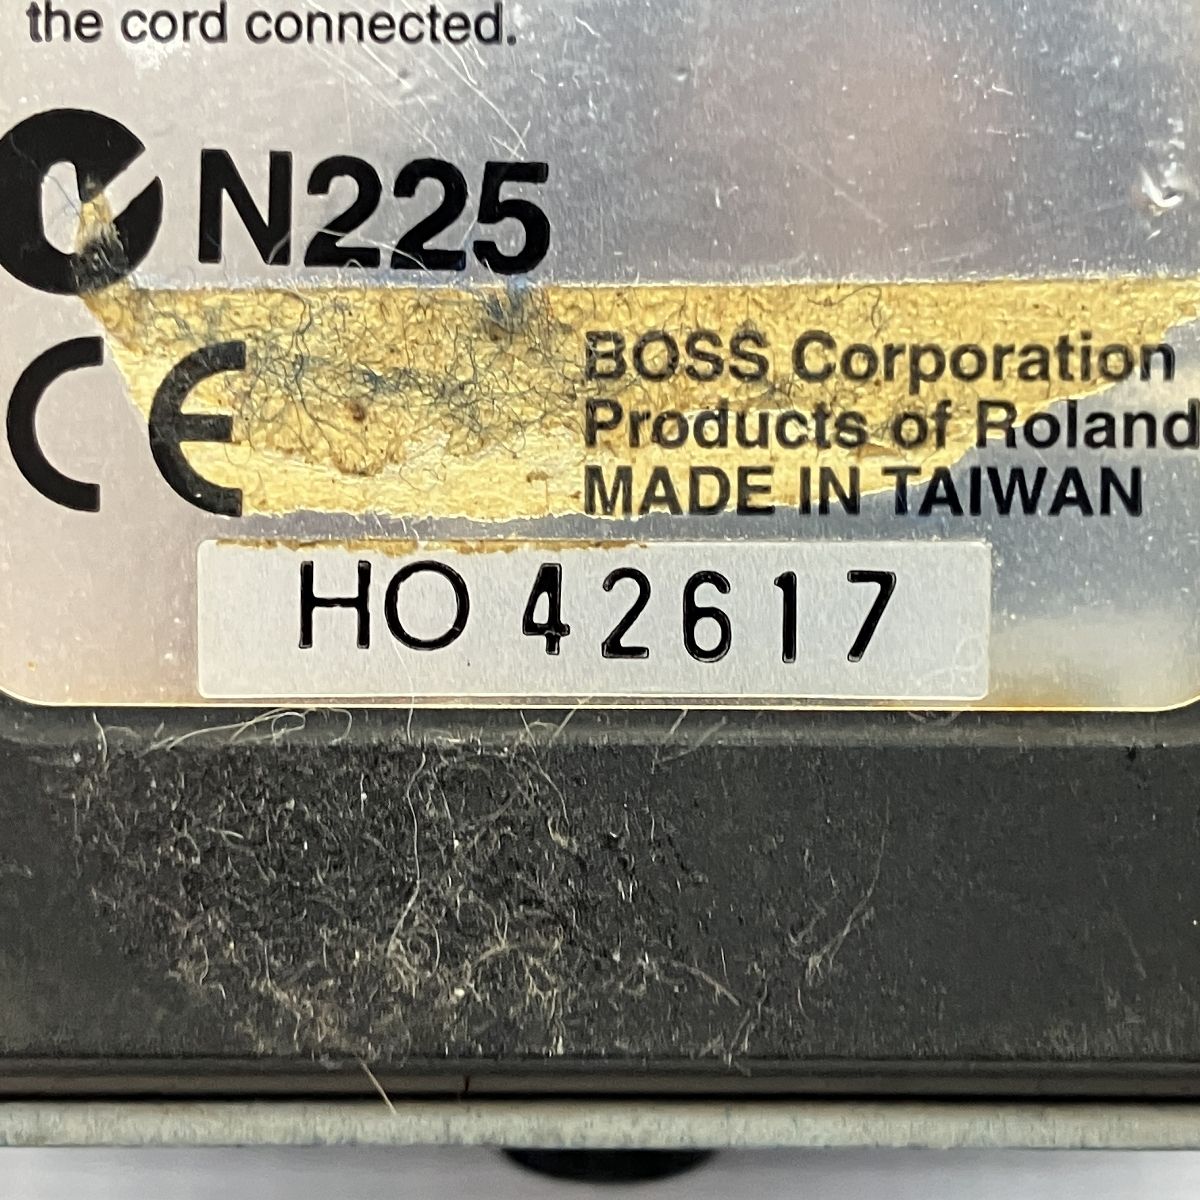 the cord connected.
N225
CE
BOSS Corporation
Products of Roland
MADE IN TAIWAN
HO 42617